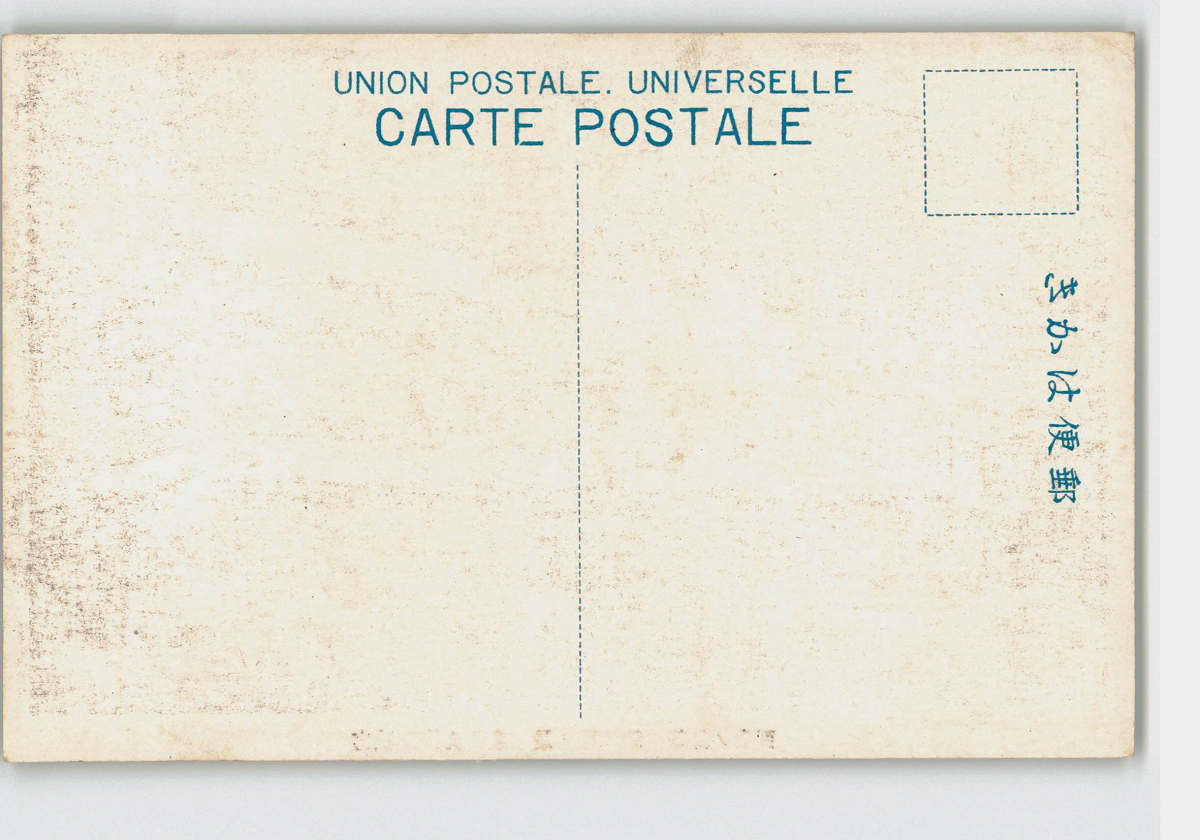 UNION POSTALE. UNIVERSELLE
CARTE POSTALE
郵便はかき